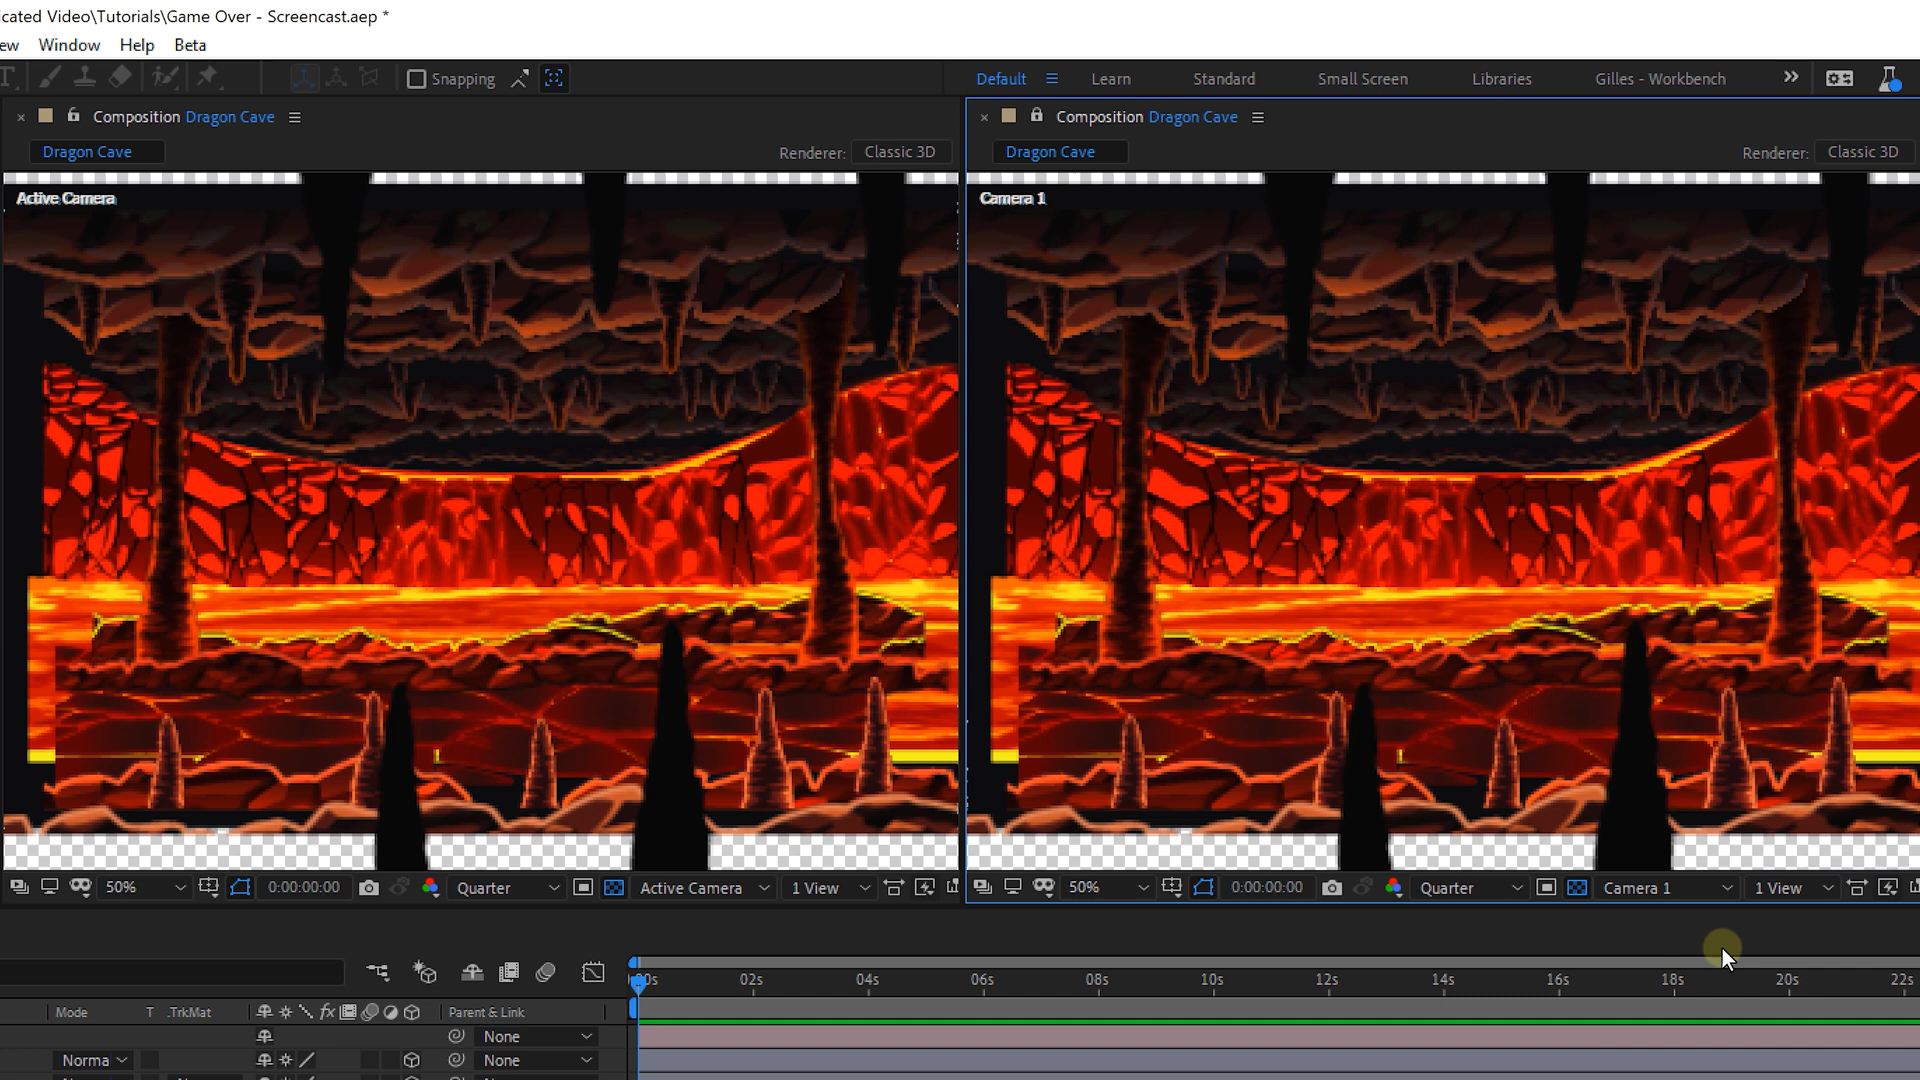 icated Video\Tutorials\Game Over - Screencast.aep *
ew Window Help Beta
T Snapping Default Learn Standard Small Screen Libraries Gilles - Workbench
× Composition Dragon Cave × Composition Dragon Cave
Dragon Cave Renderer: Classic 3D Dragon Cave Renderer: Classic 3D
Active Camera Camera 1
50% 0:00:00:00 Quarter Active Camera 1 View 50% 0:00:00:00 Quarter Camera 1 1 View
00s 02s 04s 06s 08s 10s 12s 14s 16s 18s 20s 22s
Mode T .TrkMat fx Parent & Link
None
Norma None